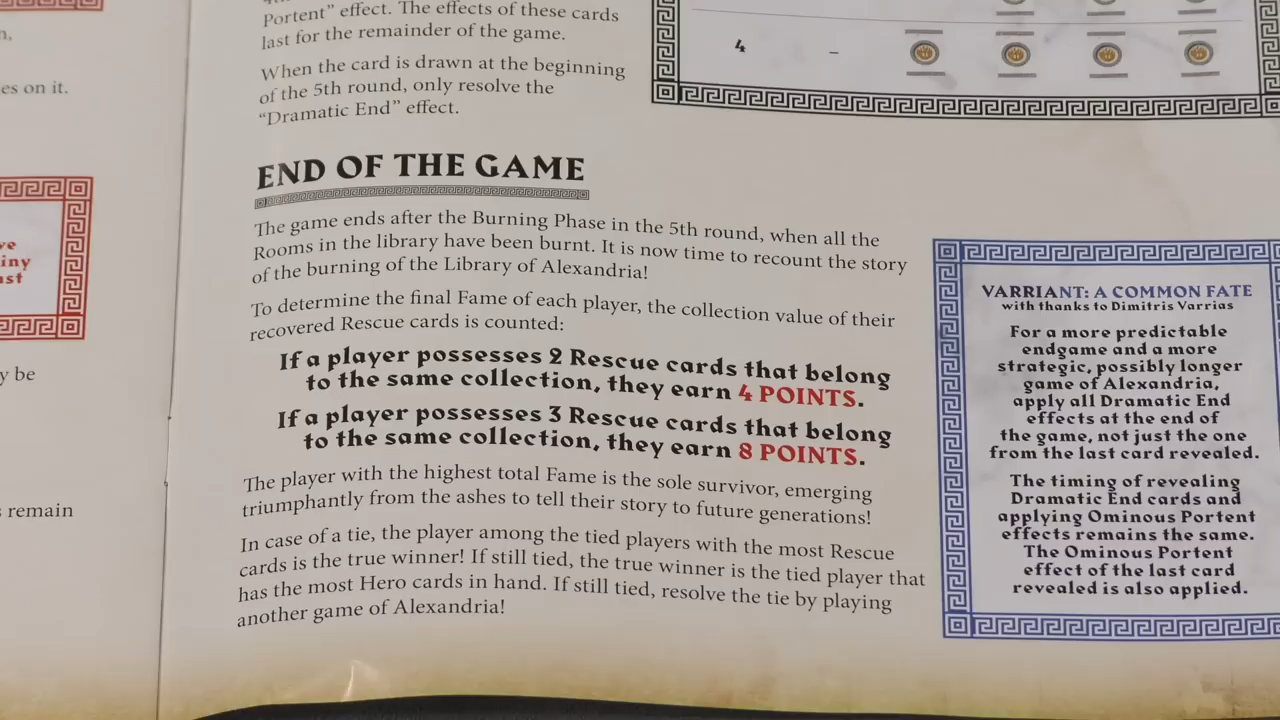 n,
es on it.
ve
iny
ast
y be
remain
Portent" effect. The effects of these cards
last for the remainder of the game.
When the card is drawn at the beginning
of the 5th round, only resolve the
"Dramatic End" effect.
4 –
END OF THE GAME
The game ends after the Burning Phase in the 5th round, when all the
Rooms in the library have been burnt. It is now time to recount the story
of the burning of the Library of Alexandria!
To determine the final Fame of each player, the collection value of their
recovered Rescue cards is counted:
If a player possesses 2 Rescue cards that belong
to the same collection, they earn 4 POINTS.
If a player possesses 3 Rescue cards that belong
to the same collection, they earn 8 POINTS.
The player with the highest total Fame is the sole survivor, emerging
triumphantly from the ashes to tell their story to future generations!
In case of a tie, the player among the tied players with the most Rescue
cards is the true winner! If still tied, the true winner is the tied player that
has the most Hero cards in hand. If still tied, resolve the tie by playing
another game of Alexandria!
VARRIANT: A COMMON FATE
with thanks to Dimitris Varrias
For a more predictable
endgame and a more
strategic, possibly longer
game of Alexandria,
apply all Dramatic End
effects at the end of
the game, not just the one
from the last card revealed.
The timing of revealing
Dramatic End cards and
applying Ominous Portent
effects remains the same.
The Ominous Portent
effect of the last card
revealed is also applied.